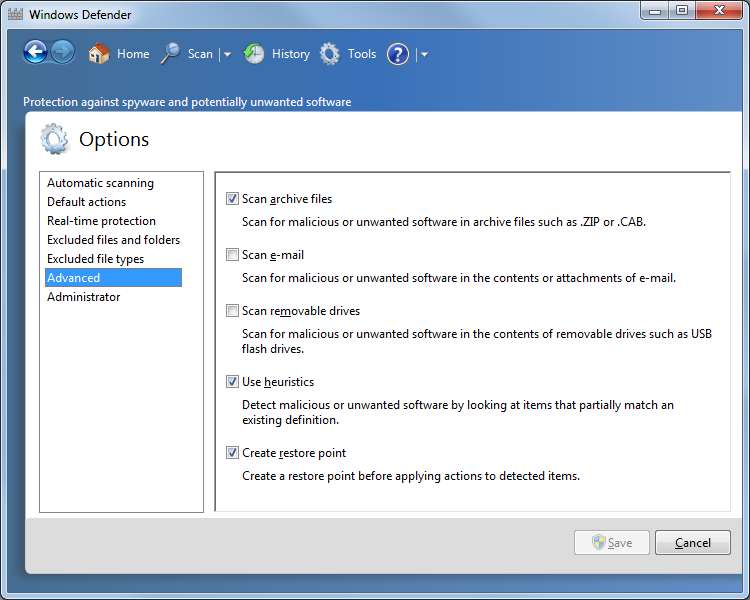 Windows Defender
Home Scan History Tools ?
Protection against spyware and potentially unwanted software
Options
Automatic scanning
Default actions
Real-time protection
Excluded files and folders
Excluded file types
Advanced
Administrator
Scan archive files
Scan for malicious or unwanted software in archive files such as .ZIP or .CAB.
Scan e-mail
Scan for malicious or unwanted software in the contents or attachments of e-mail.
Scan removable drives
Scan for malicious or unwanted software in the contents of removable drives such as USB
flash drives.
Use heuristics
Detect malicious or unwanted software by looking at items that partially match an
existing definition.
Create restore point
Create a restore point before applying actions to detected items.
Save Cancel